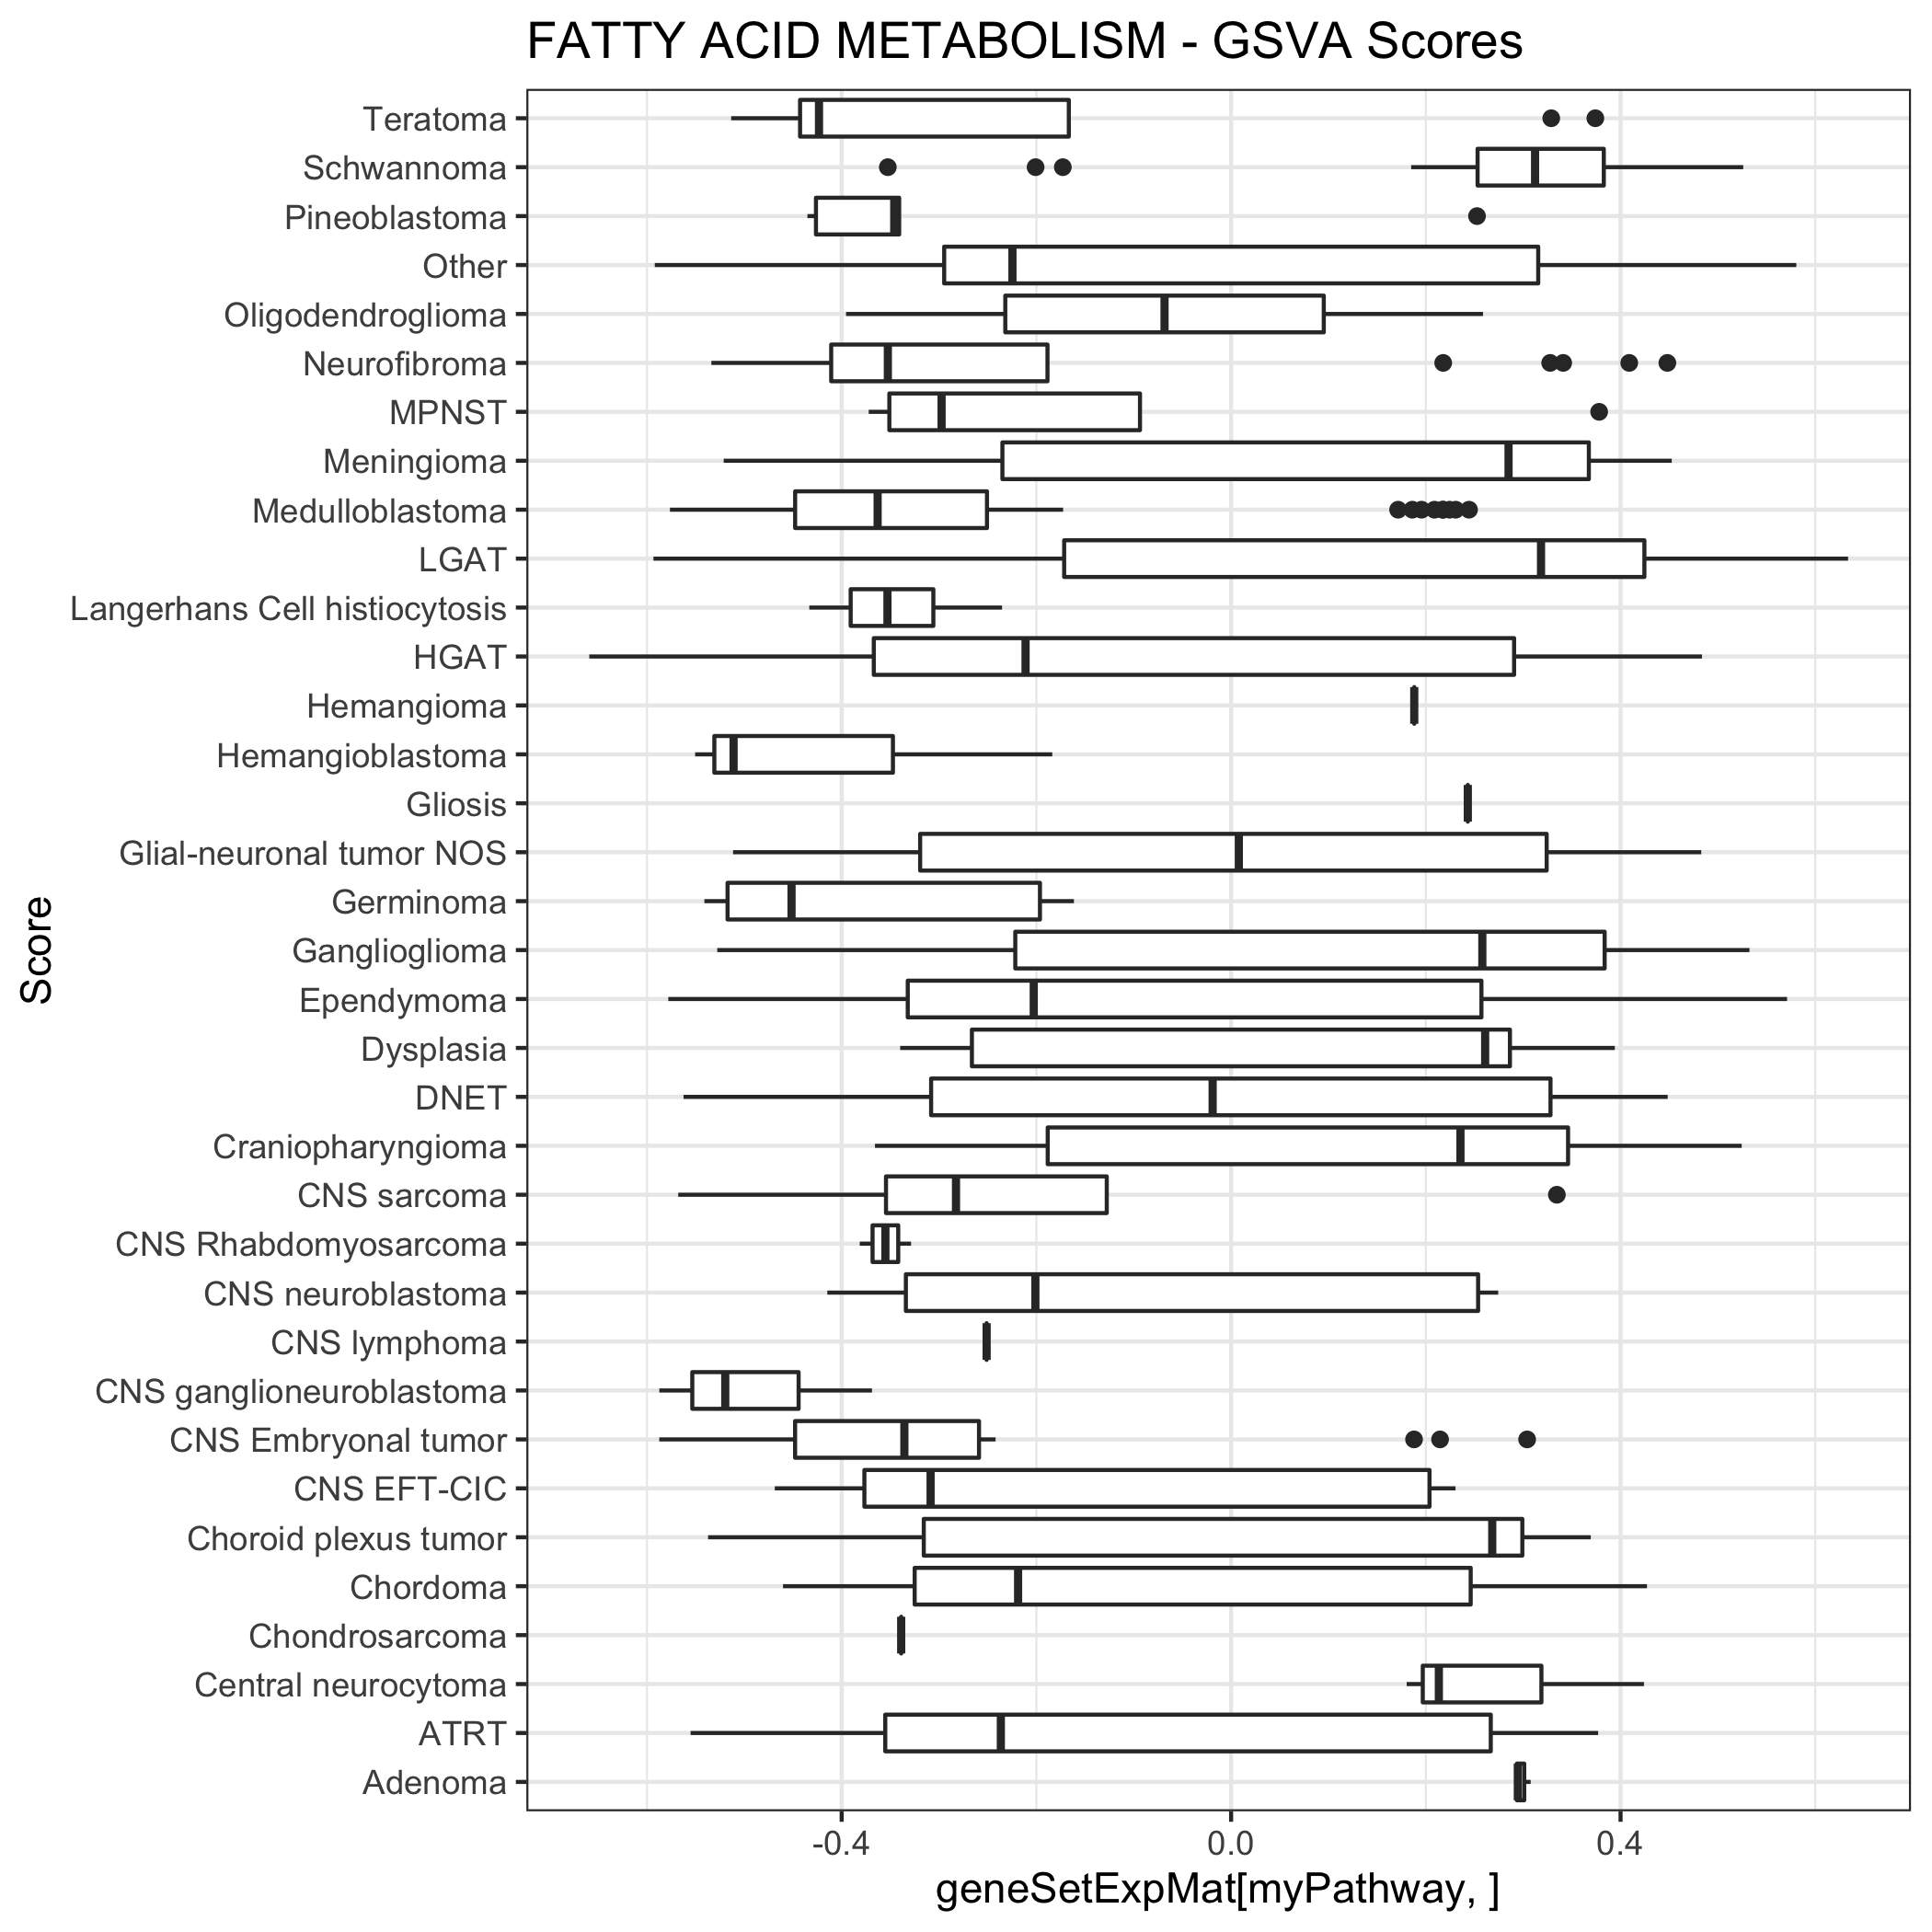 FATTY ACID METABOLISM - GSVA Scores
Teratoma
Schwannoma
Pineoblastoma
Other
Oligodendroglioma
Neurofibroma
MPNST
Meningioma
Medulloblastoma
LGAT
Langerhans Cell histiocytosis
HGAT
Hemangioma
Hemangioblastoma
Gliosis
Glial-neuronal tumor NOS
Germinoma
Ganglioglioma
Ependymoma
Dysplasia
DNET
Craniopharyngioma
CNS sarcoma
CNS Rhabdomyosarcoma
CNS neuroblastoma
CNS lymphoma
CNS ganglioneuroblastoma
CNS Embryonal tumor
CNS EFT-CIC
Choroid plexus tumor
Chordoma
Chondrosarcoma
Central neurocytoma
ATRT
Adenoma
Score
-0.4 0.0 0.4
geneSetExpMat[myPathway, ]